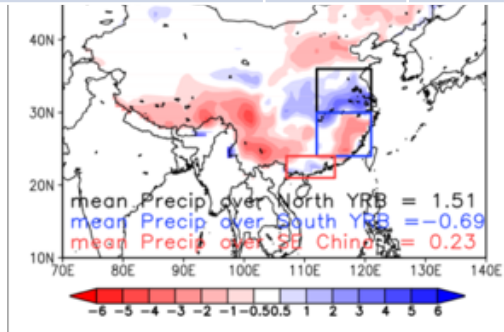 40N
30N
20N
mean Precip over North YRB = 1.51
mean Precip over South YRB =-0.69
mean Precip over SE China = 0.23
10N
70E 80E 90E 100E 110E 120E 130E 140E
-6 -5 -4 -3 -2 -1 -0.5 0.5 1 2 3 4 5 6